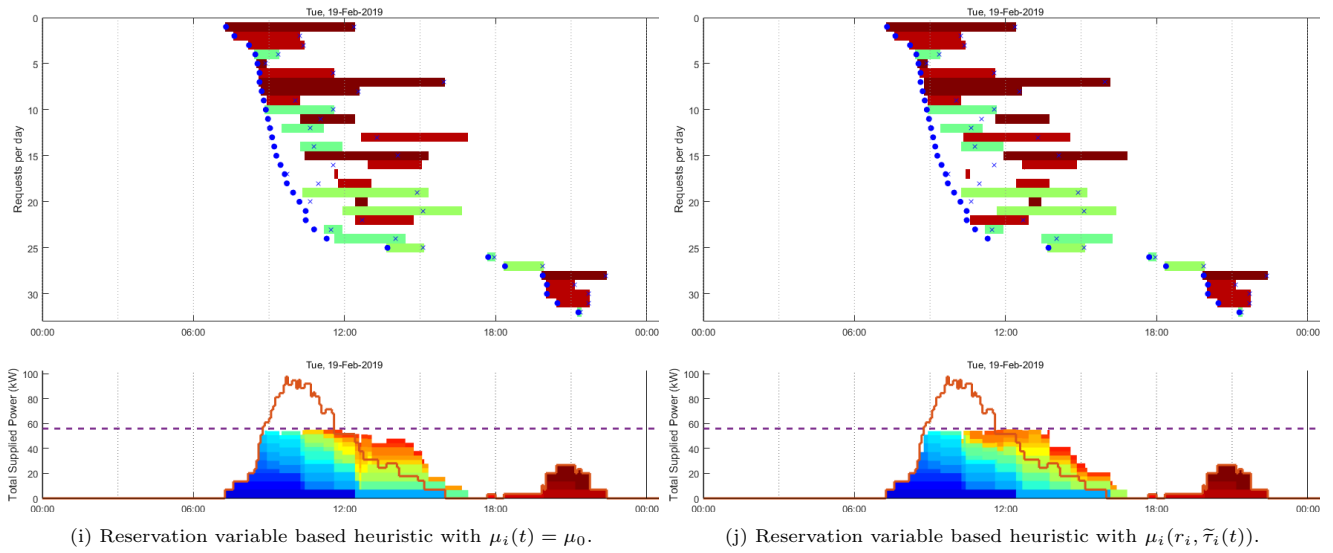 Tue, 19-Feb-2019
0
5
10
15
20
25
30
Requests per day
00:00 06:00 12:00 18:00 00:00
Tue, 19-Feb-2019
100
80
60
40
20
0
Total Supplied Power (kW)
00:00 06:00 12:00 18:00 00:00
(i) Reservation variable based heuristic with μᵢ(t) = μ₀.
Tue, 19-Feb-2019
0
5
10
15
20
25
30
Requests per day
00:00 06:00 12:00 18:00 00:00
Tue, 19-Feb-2019
100
80
60
40
20
0
Total Supplied Power (kW)
00:00 06:00 12:00 18:00 00:00
(j) Reservation variable based heuristic with μᵢ(rᵢ, τ̃ᵢ(t)).